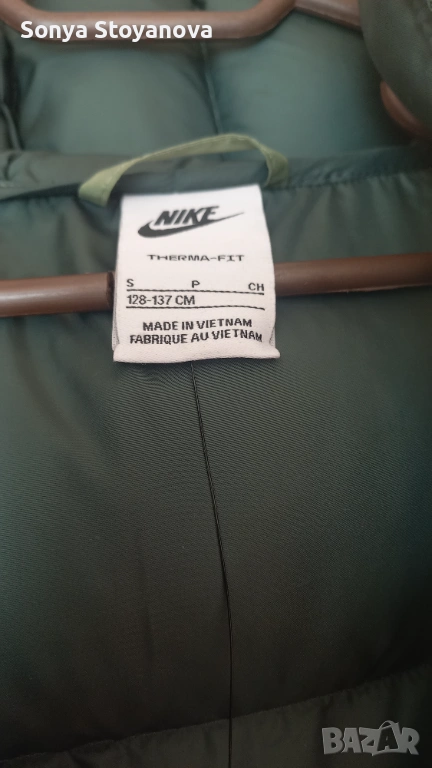 Sonya Stoyanova
NIKE
THERMA-FIT
S P CH
128-137 CM
MADE IN VIETNAM
FABRIQUE AU VIETNAM
BAZAR